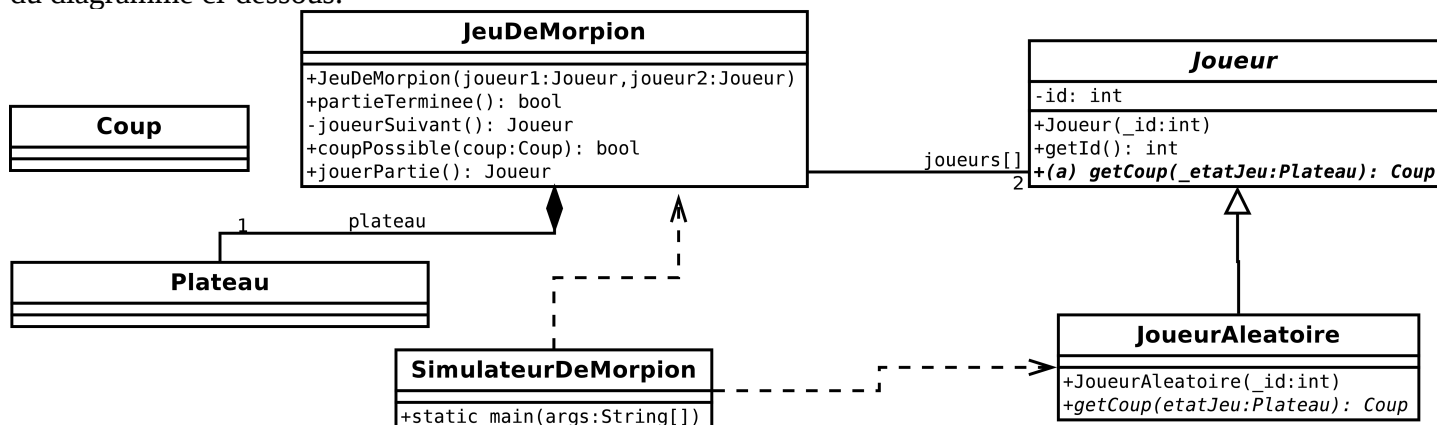 du diagramme ci-dessous.
JeuDeMorpion
+JeuDeMorpion(joueur1:Joueur,joueur2:Joueur)
+partieTerminee(): bool
-joueurSuivant(): Joueur
+coupPossible(coup:Coup): bool
+jouerPartie(): Joueur
Joueur
-id: int
+Joueur(_id:int)
+getId(): int
+(a) getCoup(_etatJeu:Plateau): Coup
Coup
joueurs[]
2
1
plateau
Plateau
SimulateurDeMorpion
+static main(args:String[])
JoueurAleatoire
+JoueurAleatoire(_id:int)
+getCoup(etatJeu:Plateau): Coup